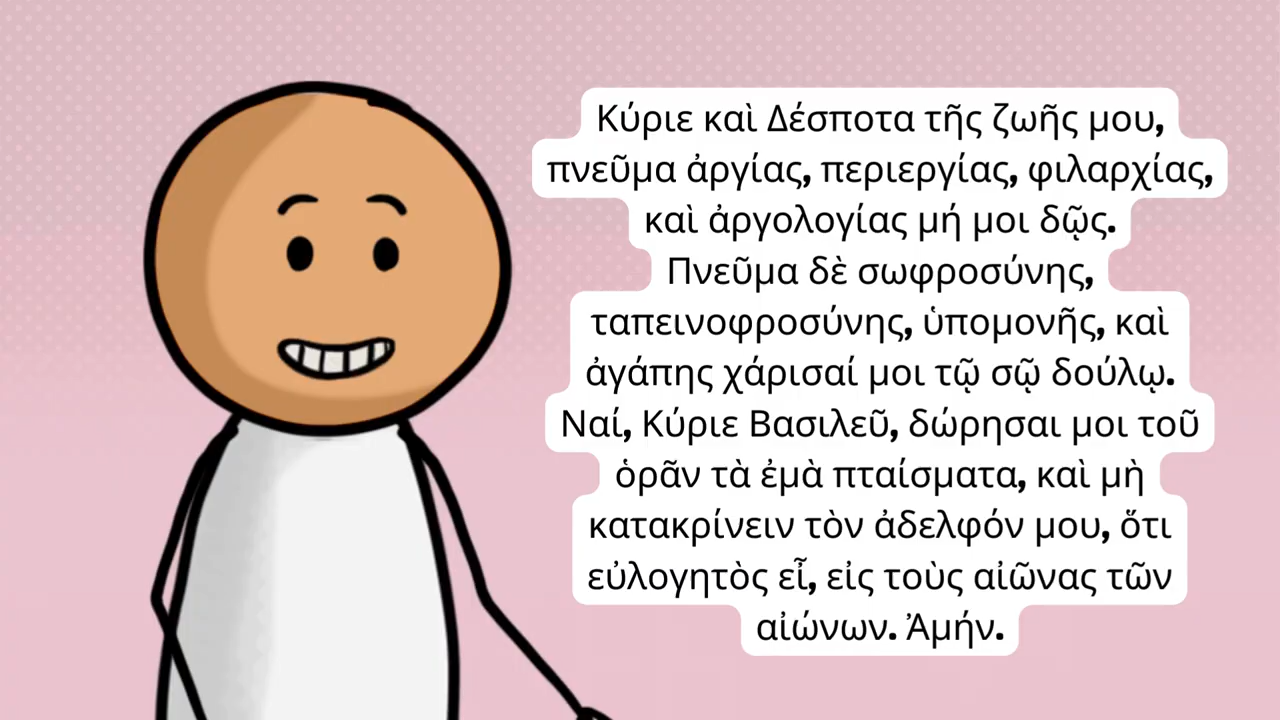 Κύριε καὶ Δέσποτα τῆς ζωῆς μου,
πνεῦμα ἀργίας, περιεργίας, φιλαρχίας,
καὶ ἀργολογίας μή μοι δῷς.
Πνεῦμα δὲ σωφροσύνης,
ταπεινοφροσύνης, ὑπομονῆς, καὶ
ἀγάπης χάρισαί μοι τῷ σῷ δούλῳ.
Ναί, Κύριε Βασιλεῦ, δώρησαι μοι τοῦ
ὁρᾶν τὰ ἐμὰ πταίσματα, καὶ μὴ
κατακρίνειν τὸν ἀδελφόν μου, ὅτι
εὐλογητὸς εἶ, εἰς τοὺς αἰῶνας τῶν
αἰώνων. Ἀμήν.